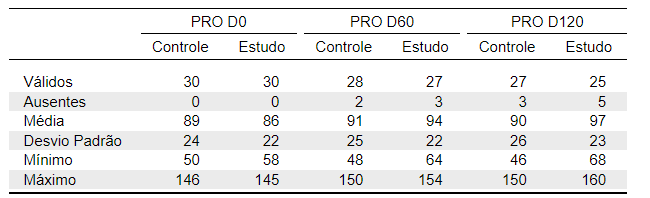 PRO D0 PRO D60 PRO D120
Controle Estudo Controle Estudo Controle Estudo
Válidos 30 30 28 27 27 25
Ausentes 0 0 2 3 3 5
Média 89 86 91 94 90 97
Desvio Padrão 24 22 25 22 26 23
Mínimo 50 58 48 64 46 68
Máximo 146 145 150 154 150 160